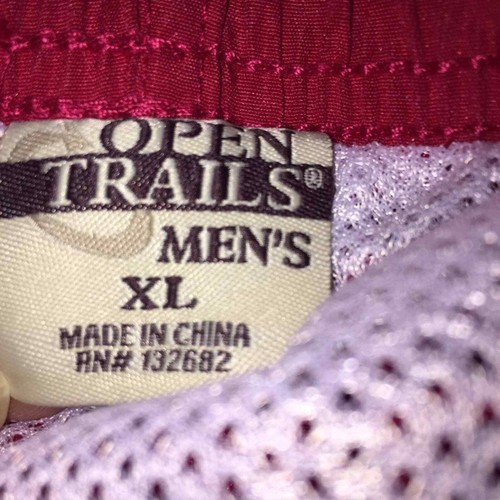 OPEN
TRAILS®
MEN'S
XL
MADE IN CHINA
RN# 132682